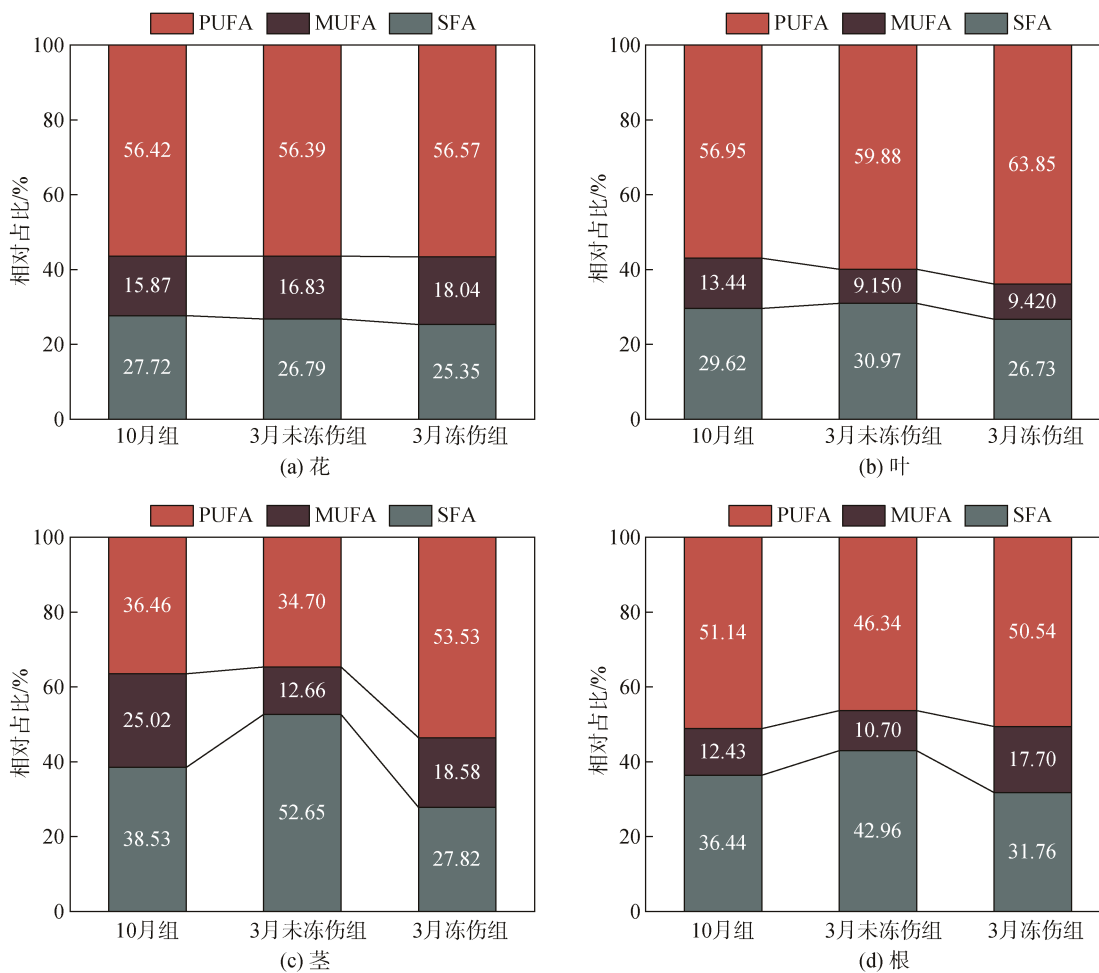 PUFA MUFA SFA
100
80
60
40
20
0
相对占比/%
56.42 56.39 56.57
15.87 16.83 18.04
27.72 26.79 25.35
10月组 3月未冻伤组 3月冻伤组
(a) 花
PUFA MUFA SFA
100
80
60
40
20
0
相对占比/%
56.95 59.88 63.85
13.44 9.150 9.420
29.62 30.97 26.73
10月组 3月未冻伤组 3月冻伤组
(b) 叶
PUFA MUFA SFA
100
80
60
40
20
0
相对占比/%
36.46 34.70 53.53
25.02 12.66 18.58
38.53 52.65 27.82
10月组 3月未冻伤组 3月冻伤组
(c) 茎
PUFA MUFA SFA
100
80
60
40
20
0
相对占比/%
51.14 46.34 50.54
12.43 10.70 17.70
36.44 42.96 31.76
10月组 3月未冻伤组 3月冻伤组
(d) 根